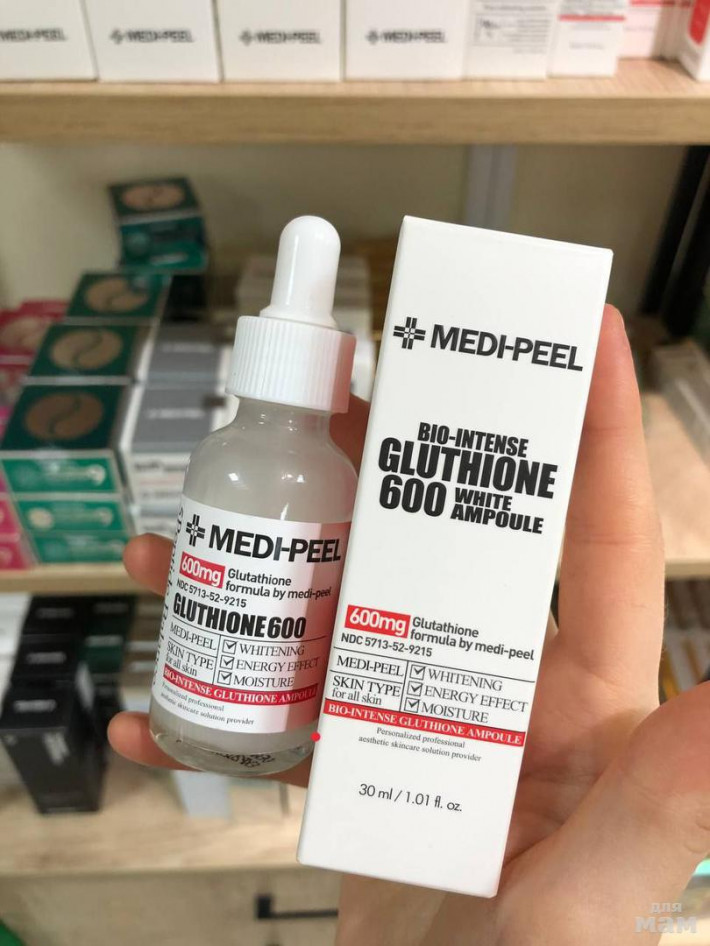 MEDI-PEEL
MEDI-PEEL
MEDI-PEEL
MEDI-PEEL
BIO-INTENSE
GLUTHIONE
600 WHITE
AMPOULE
600mg Glutathione
formula by medi-peel
NDC 5713-52-9215
MEDI-PEEL
SKIN TYPE
for all skin
WHITENING
ENERGY EFFECT
MOISTURE
BIO-INTENSE GLUTHIONE AMPOULE
Personalized professional
aesthetic skincare solution provider
30 ml / 1.01 fl. oz.
MEDI-PEEL
600mg Glutathione
formula by medi-peel
NDC 5713-52-9215
GLUTHIONE600
MEDI-PEEL
SKIN TYPE
for all skin
WHITENING
ENERGY EFFECT
MOISTURE
BIO-INTENSE GLUTHIONE AMPOULE
Personalized professional
aesthetic skincare solution provider
для
мам